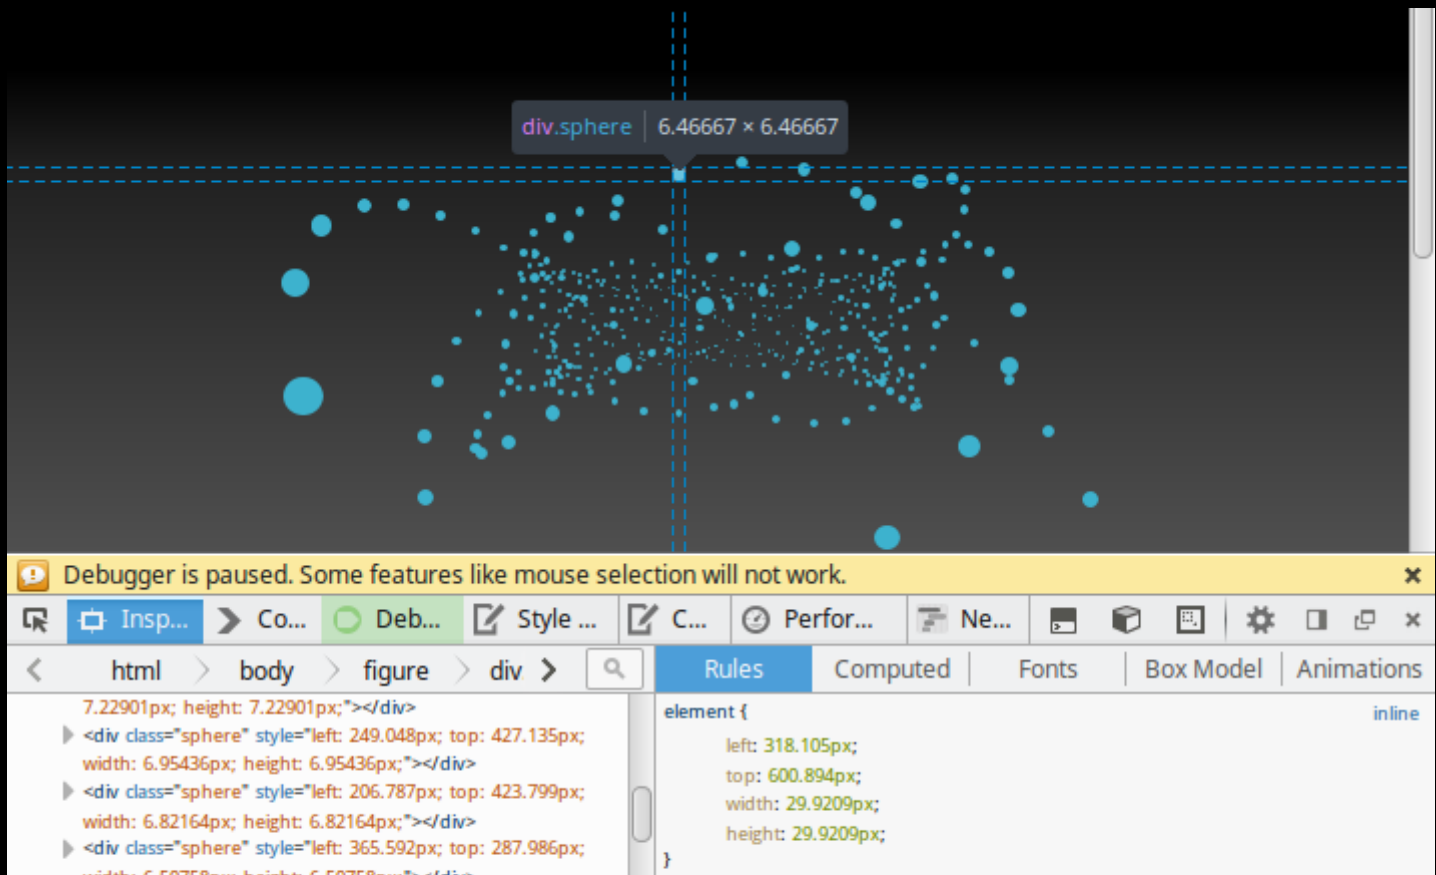 div.sphere | 6.46667 × 6.46667
Debugger is paused. Some features like mouse selection will not work.
Insp... Co... Deb... Style ... C... Perfor... Ne...
html body figure div
Rules Computed Fonts Box Model Animations
7.22901px; height: 7.22901px;"></div>
<div class="sphere" style="left: 249.048px; top: 427.135px;
width: 6.95436px; height: 6.95436px;"></div>
<div class="sphere" style="left: 206.787px; top: 423.799px;
width: 6.82164px; height: 6.82164px;"></div>
<div class="sphere" style="left: 365.592px; top: 287.986px;
element { inline
left: 318.105px;
top: 600.894px;
width: 29.9209px;
height: 29.9209px;
}